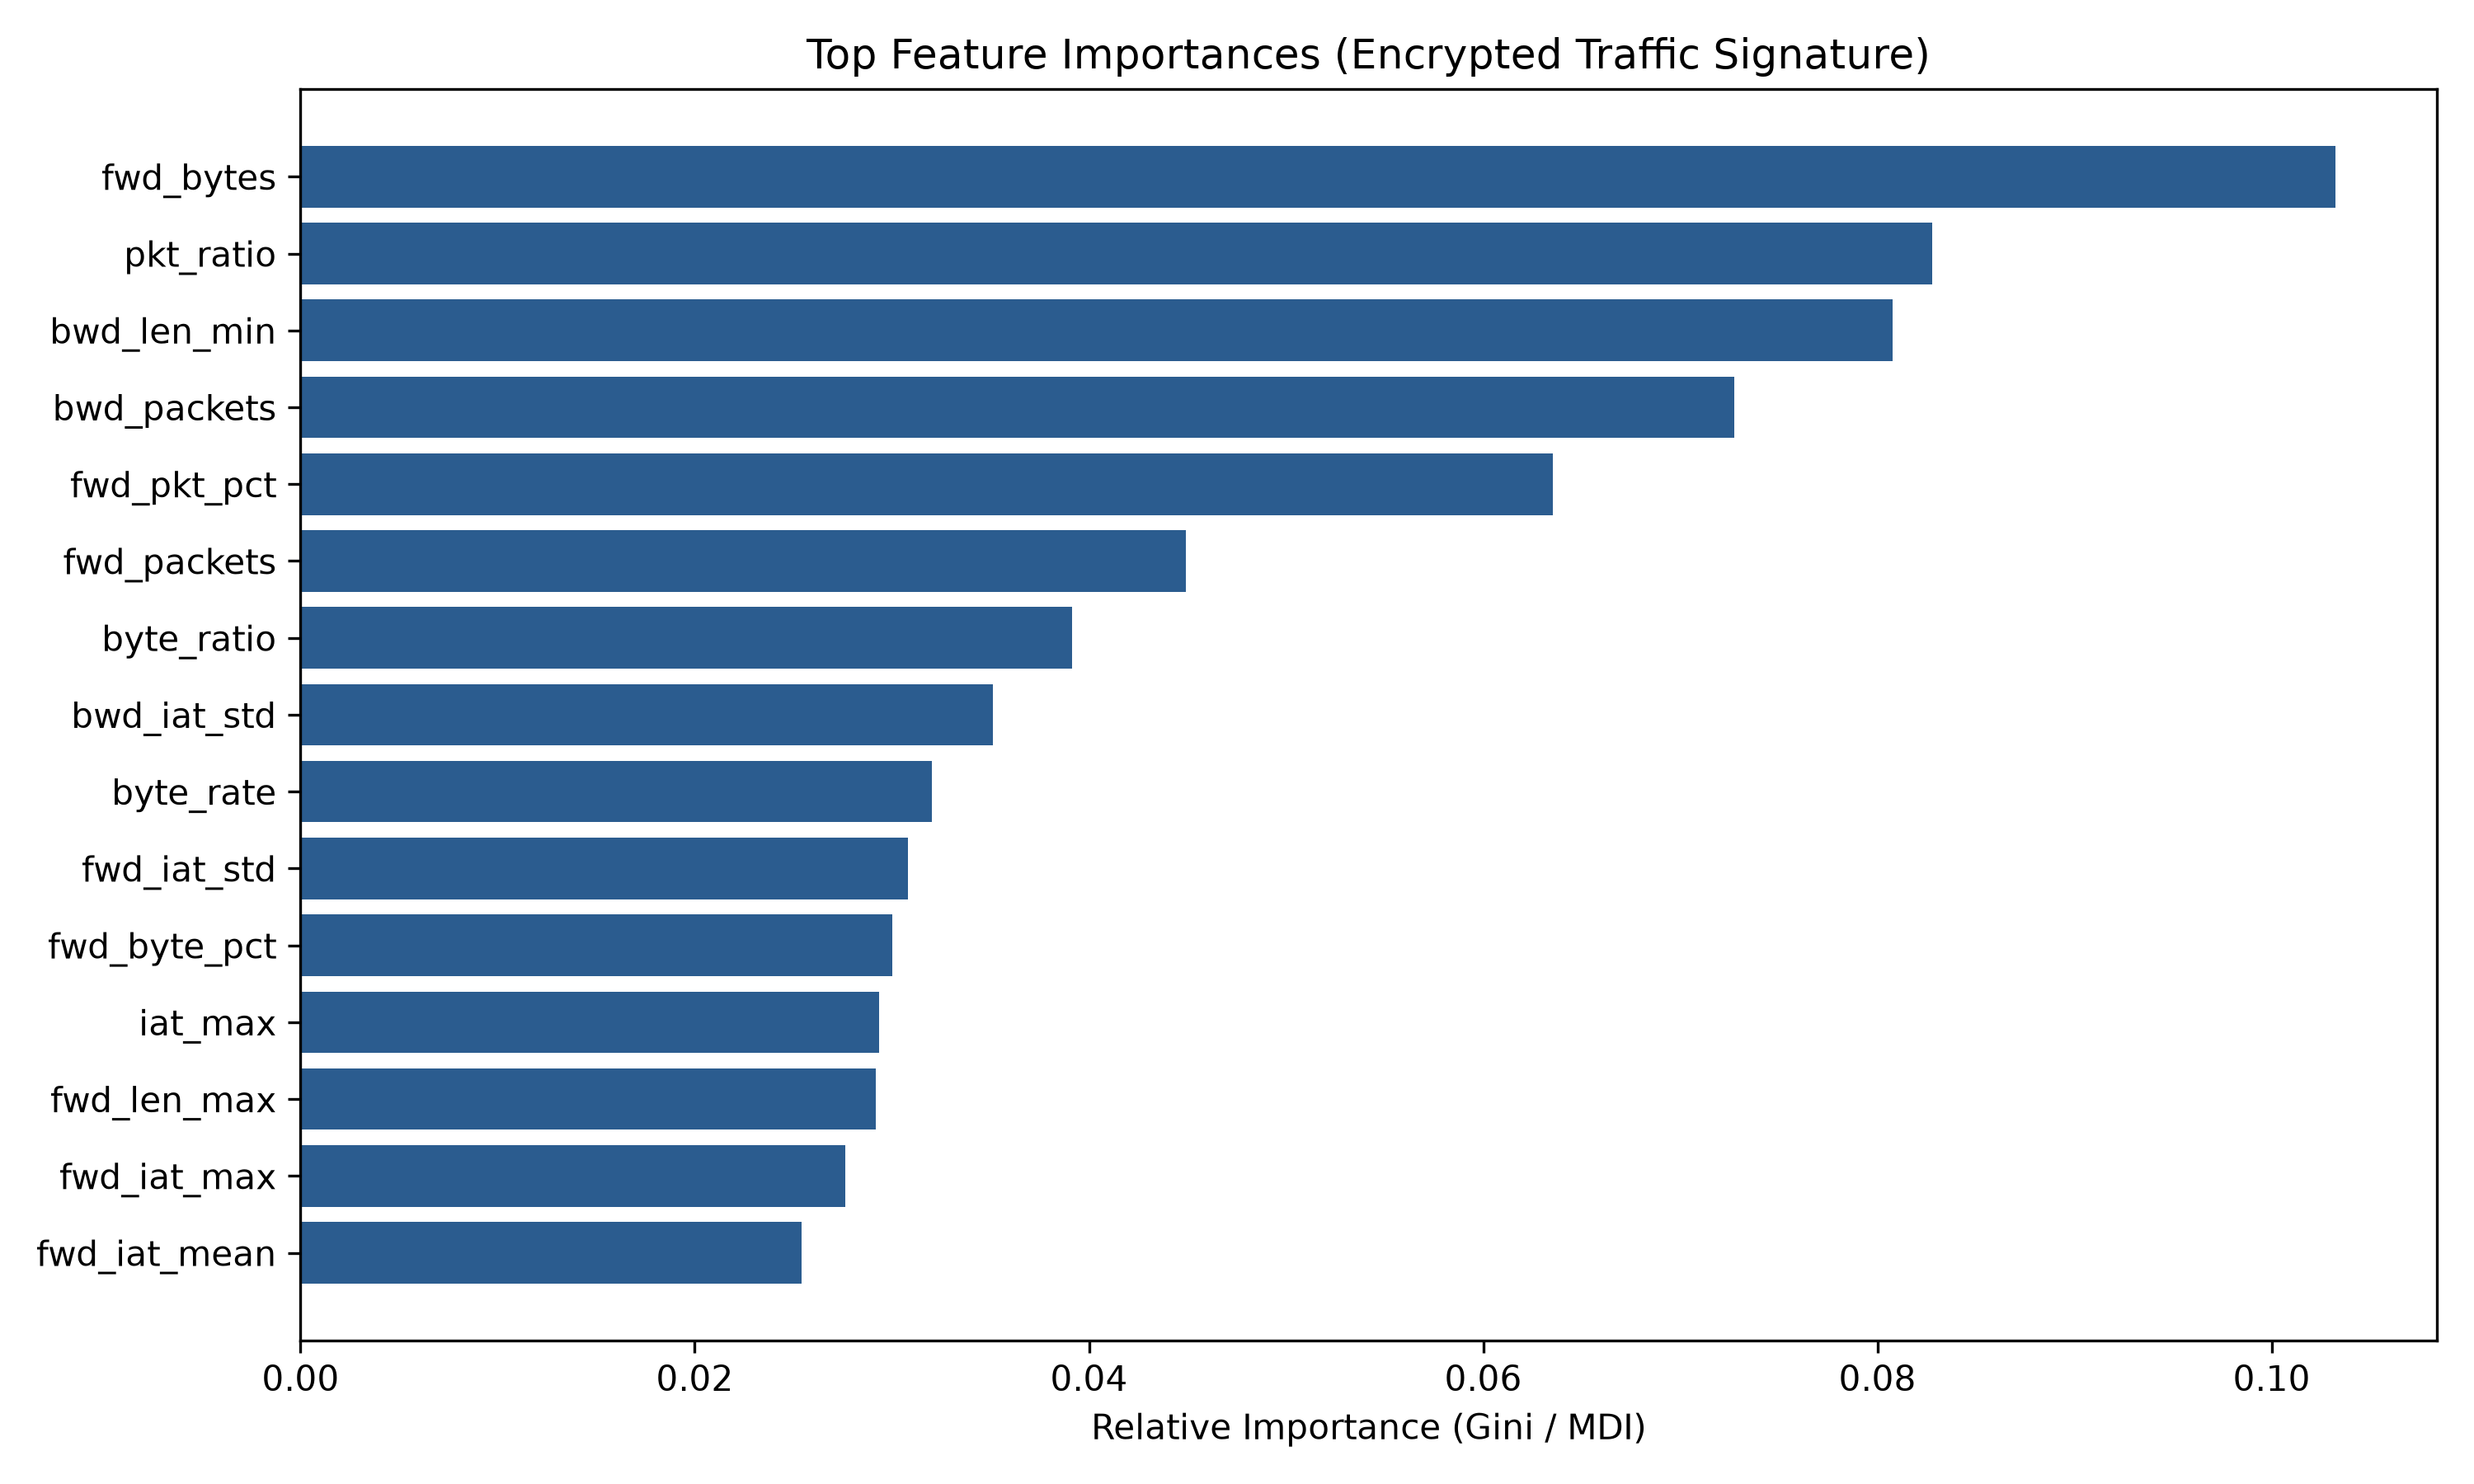 Top Feature Importances (Encrypted Traffic Signature)
fwd_bytes
pkt_ratio
bwd_len_min
bwd_packets
fwd_pkt_pct
fwd_packets
byte_ratio
bwd_iat_std
byte_rate
fwd_iat_std
fwd_byte_pct
iat_max
fwd_len_max
fwd_iat_max
fwd_iat_mean
0.00 0.02 0.04 0.06 0.08 0.10
Relative Importance (Gini / MDI)